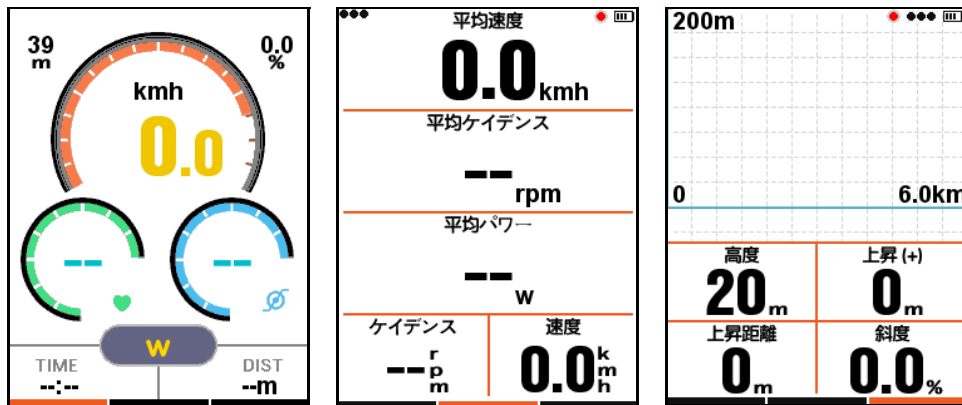 39
m
0.0
%
kmh
0.0
--
--
W
TIME
--:--
DIST
--m
平均速度
0.0kmh
平均ケイデンス
--rpm
平均パワー
--w
ケイデンス
--rpm
速度
0.0kmh
200m
0
6.0km
高度
20m
上昇 (+)
0m
上昇距離
0m
斜度
0.0%